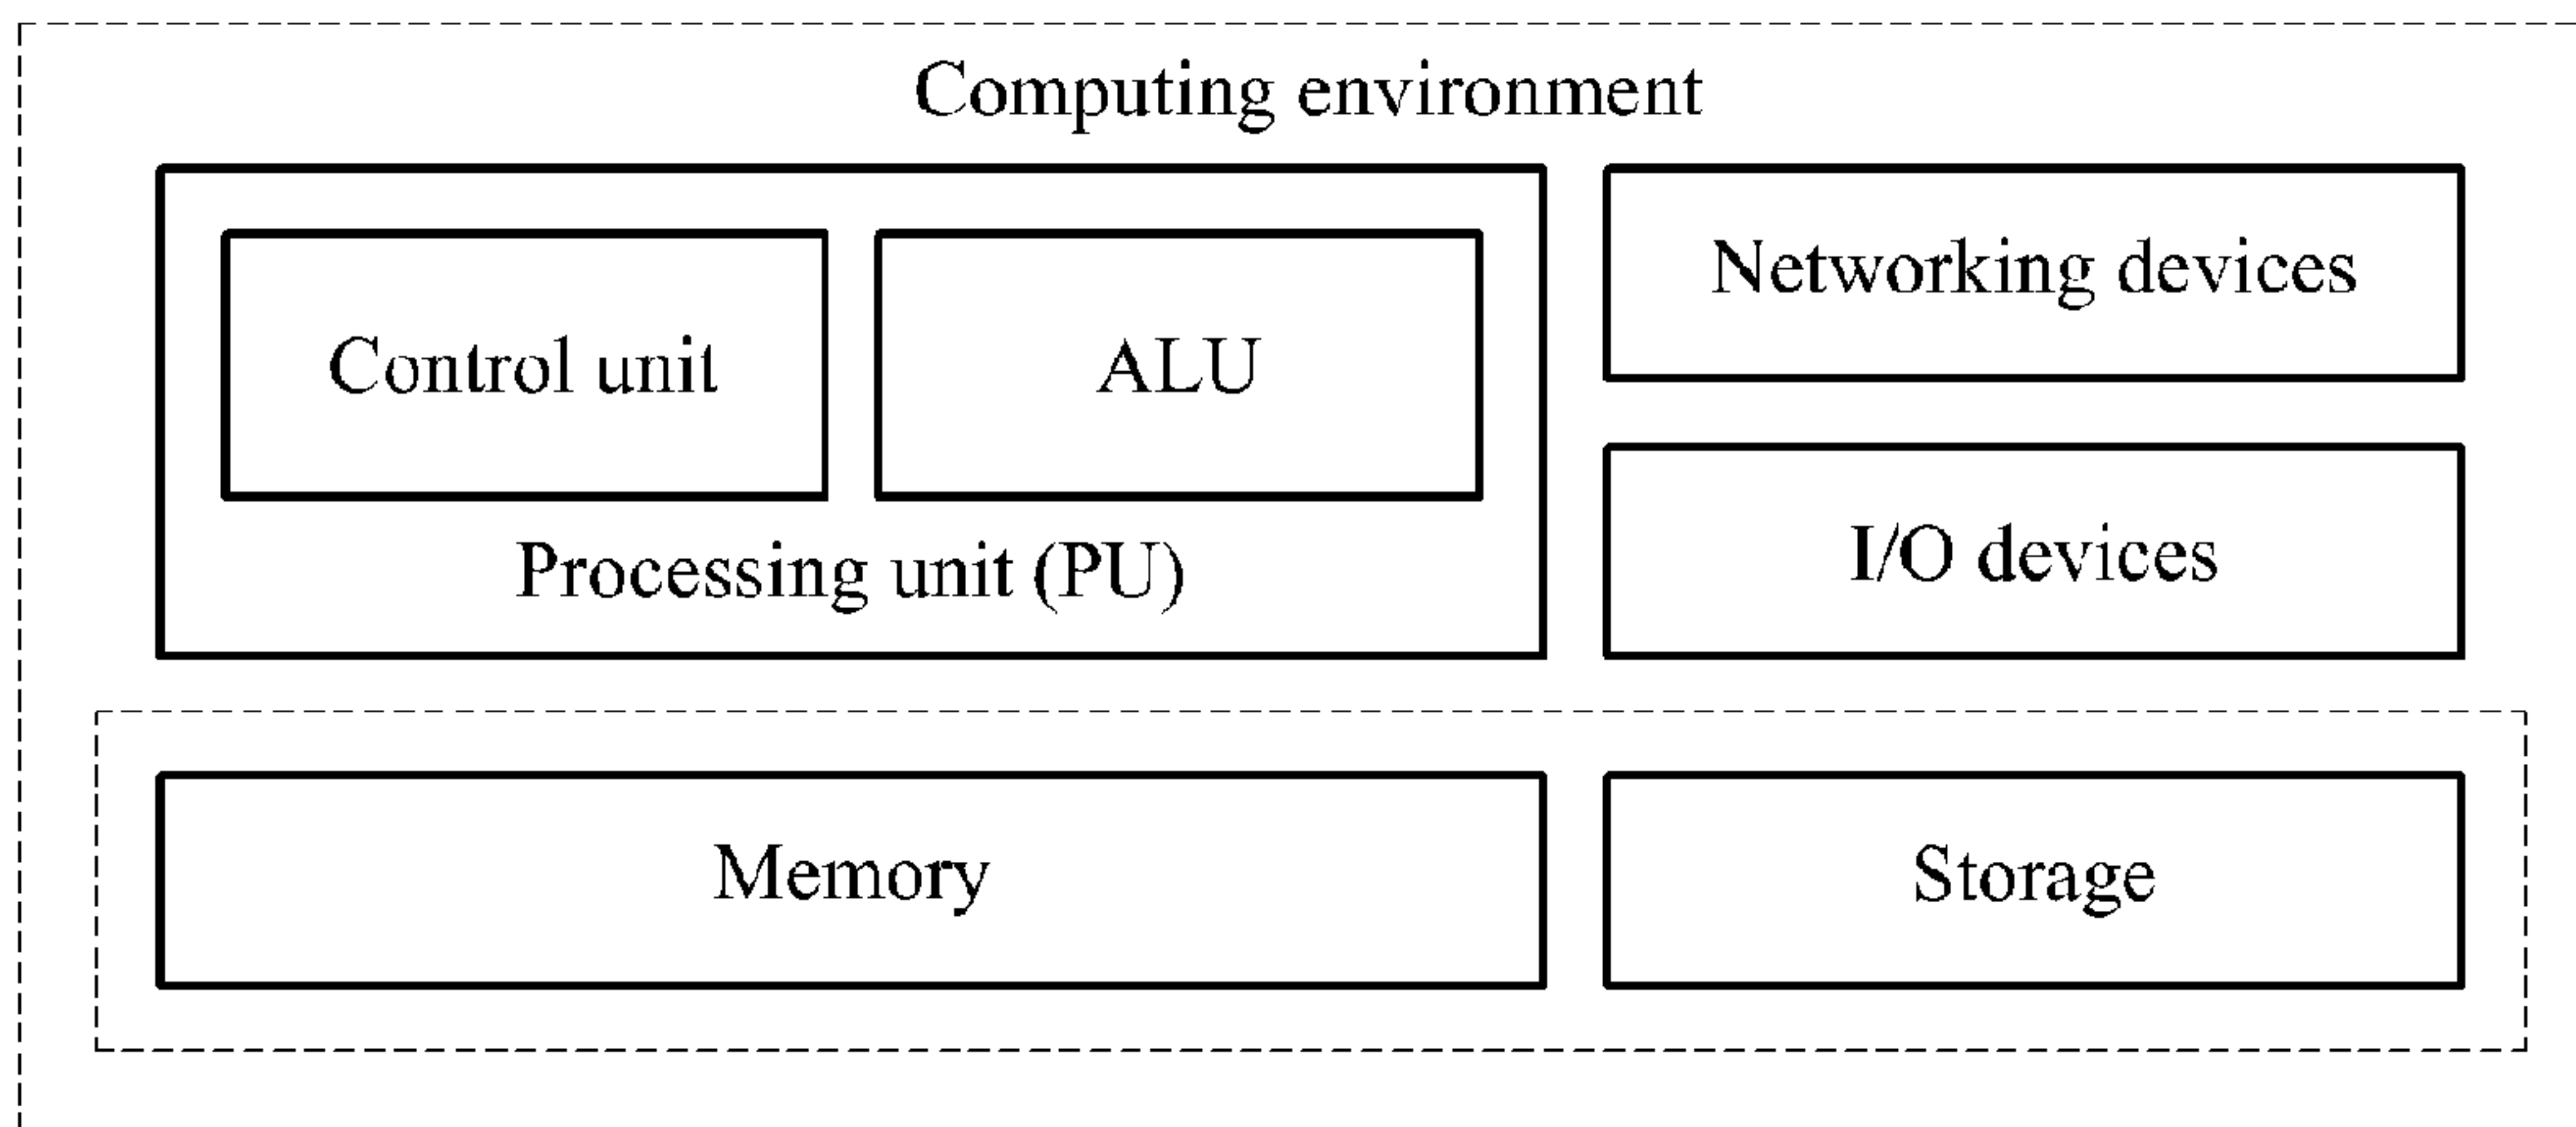 Computing environment
Control unit
ALU
Processing unit (PU)
Networking devices
I/O devices
Memory
Storage